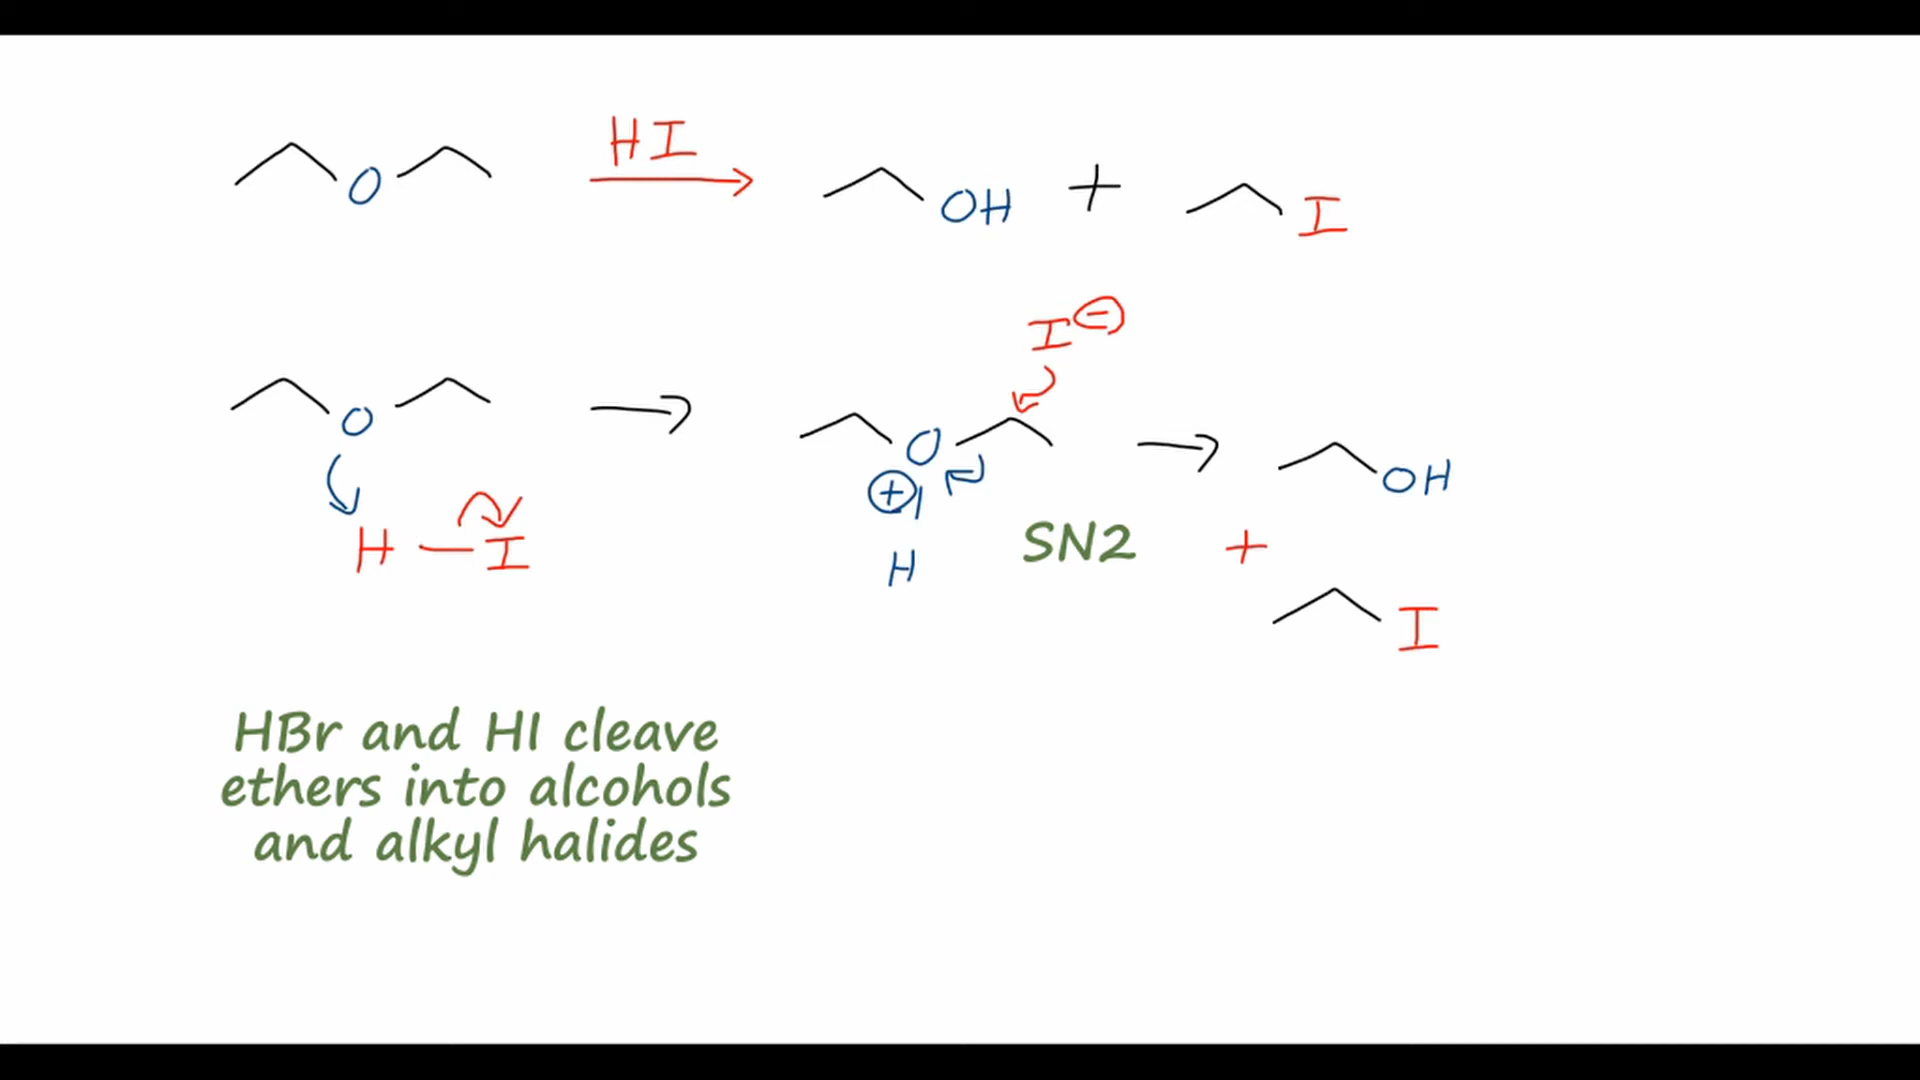 HI
O OH + I
I⊖
O O OH
⊕
H-I H SN2 +
I
HBr and HI cleave
ethers into alcohols
and alkyl halides